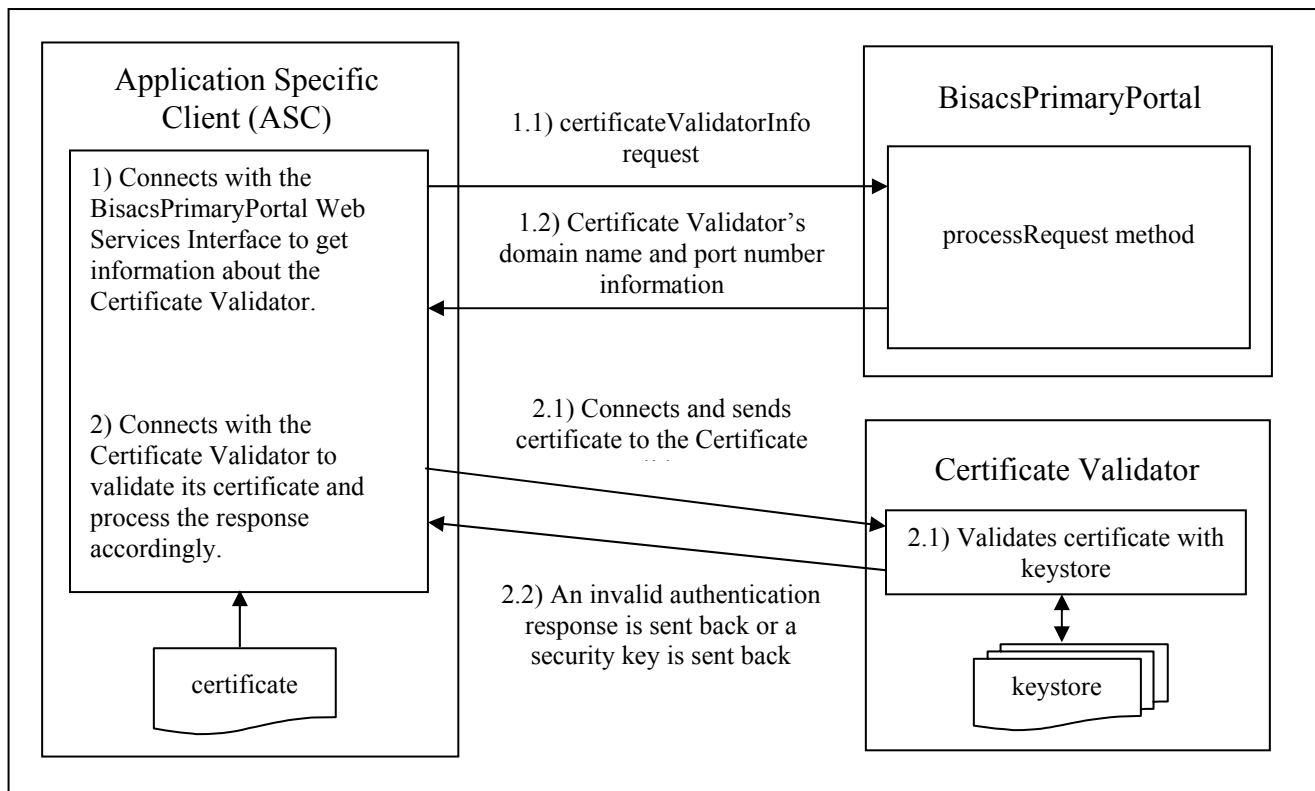 Application Specific
Client (ASC)
1) Connects with the
BisacsPrimaryPortal Web
Services Interface to get
information about the
Certificate Validator.
2) Connects with the
Certificate Validator to
validate its certificate and
process the response
accordingly.
certificate
1.1) certificateValidatorInfo
request
1.2) Certificate Validator's
domain name and port number
information
2.1) Connects and sends
certificate to the Certificate
2.2) An invalid authentication
response is sent back or a
security key is sent back
BisacsPrimaryPortal
processRequest method
Certificate Validator
2.1) Validates certificate with
keystore
keystore